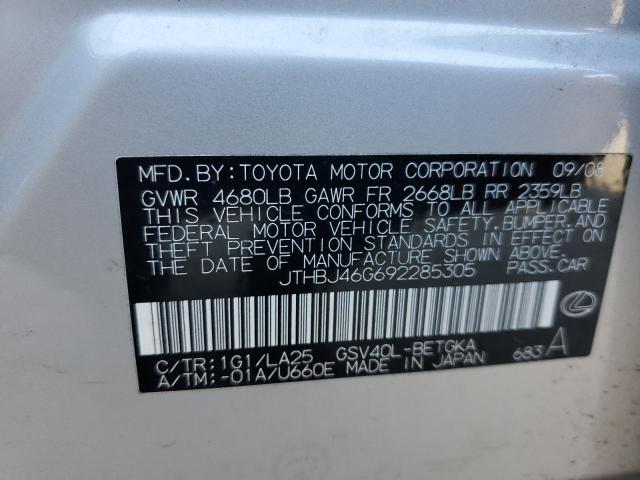 MFD. BY: TOYOTA MOTOR CORPORATION 09/08
GVWR 4680LB GAWR FR 2668LB RR 2359LB
THIS VEHICLE CONFORMS TO ALL APPLICABLE
FEDERAL MOTOR VEHICLE SAFETY, BUMPER, AND
THEFT PREVENTION STANDARDS IN EFFECT ON
THE DATE OF MANUFACTURE SHOWN ABOVE.
JTHBJ46G692285305 PASS. CAR
C/TR: 1G1/LA25 GSV40L-BETGKA
A/TM: -01A/U660E MADE IN JAPAN 683 A